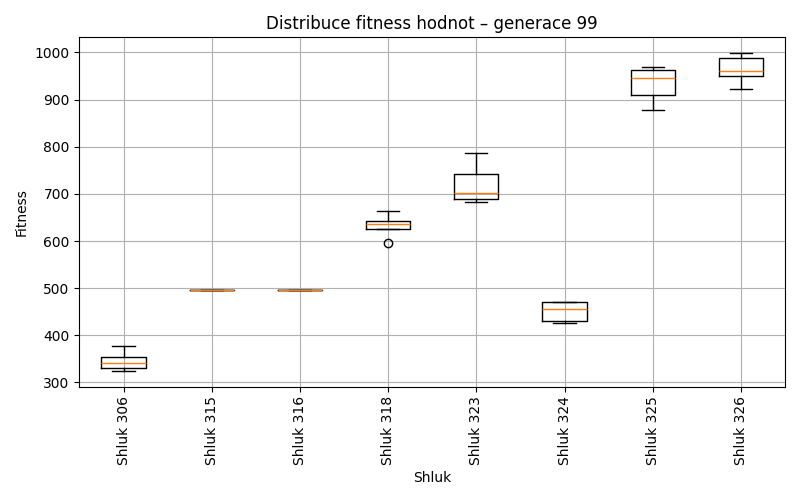 Distribuce fitness hodnot – generace 99
Fitness
1000
900
800
700
600
500
400
300
Shluk 306
Shluk 315
Shluk 316
Shluk 318
Shluk 323
Shluk 324
Shluk 325
Shluk 326
Shluk